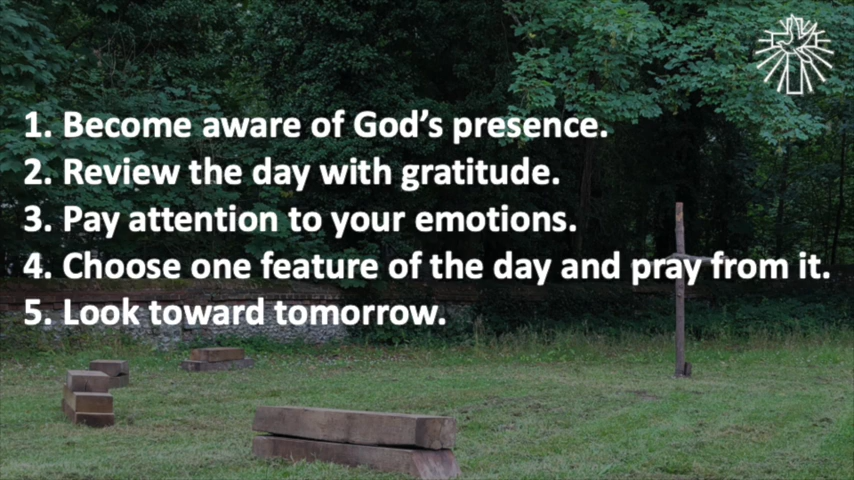 1. Become aware of God’s presence.
2. Review the day with gratitude.
3. Pay attention to your emotions.
4. Choose one feature of the day and pray from it.
5. Look toward tomorrow.